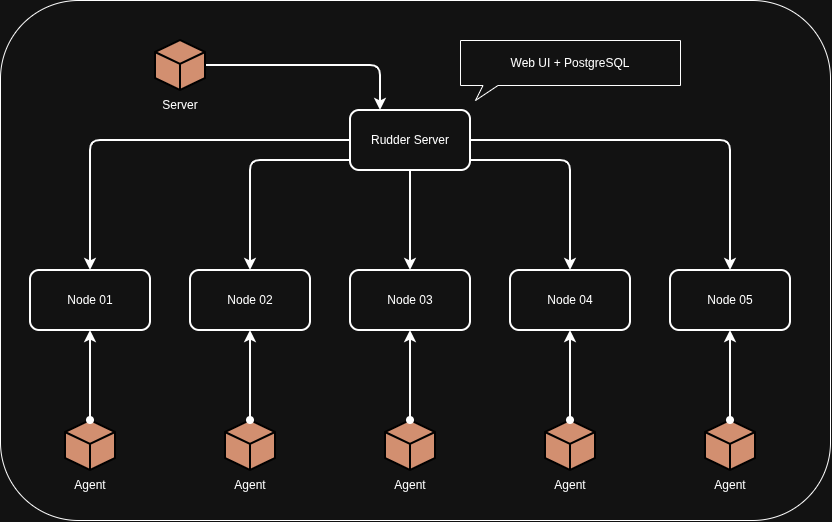 Web UI + PostgreSQL
Server
Rudder Server
Node 01
Node 02
Node 03
Node 04
Node 05
Agent
Agent
Agent
Agent
Agent